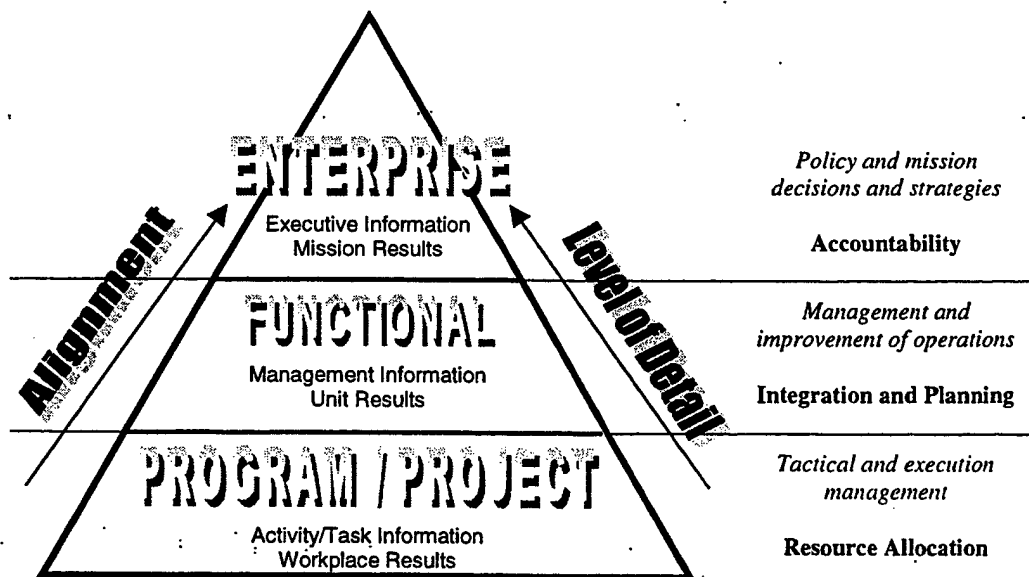 ENTERPRISE
Executive Information
Mission Results
Policy and mission
decisions and strategies
Accountability
Alignment
Level of Detail
FUNCTIONAL
Management Information
Unit Results
Management and
improvement of operations
Integration and Planning
PROGRAM / PROJECT
Activity/Task Information
Workplace Results
Tactical and execution
management
Resource Allocation